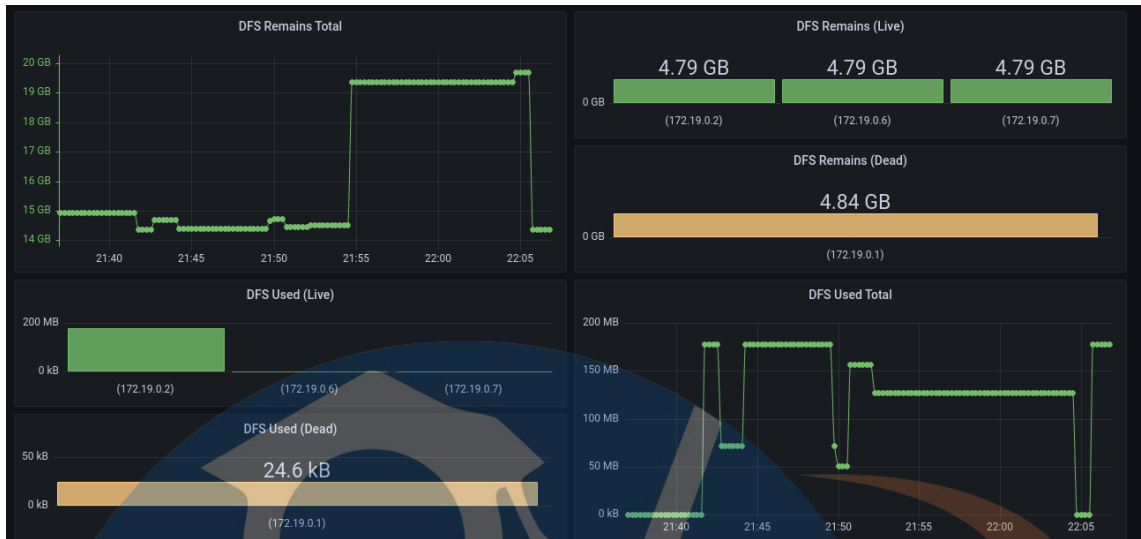 DFS Remains Total
20 GB
19 GB
18 GB
17 GB
16 GB
15 GB
14 GB
21:40 21:45 21:50 21:55 22:00 22:05
DFS Remains (Live)
4.79 GB 4.79 GB 4.79 GB
0 GB
(172.19.0.2) (172.19.0.6) (172.19.0.7)
DFS Remains (Dead)
4.84 GB
0 GB
(172.19.0.1)
DFS Used (Live)
200 MB
0 kB
(172.19.0.2) (172.19.0.6) (172.19.0.7)
DFS Used (Dead)
50 kB
24.6 kB
0 kB
(172.19.0.1)
DFS Used Total
200 MB
150 MB
100 MB
50 MB
0 kB
21:40 21:45 21:50 21:55 22:00 22:05